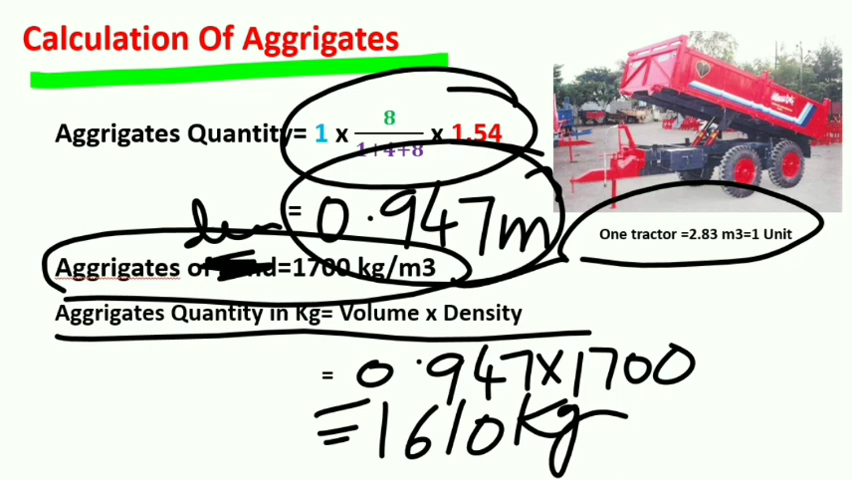 Calculation Of Aggrigates
Aggrigates Quantity= 1 x 8/1+4+8 x 1.54
= 0.947m
One tractor =2.83 m3=1 Unit
Aggrigates of =1700 kg/m3
Aggrigates Quantity in Kg= Volume x Density
= 0.947x1700
=1610kg